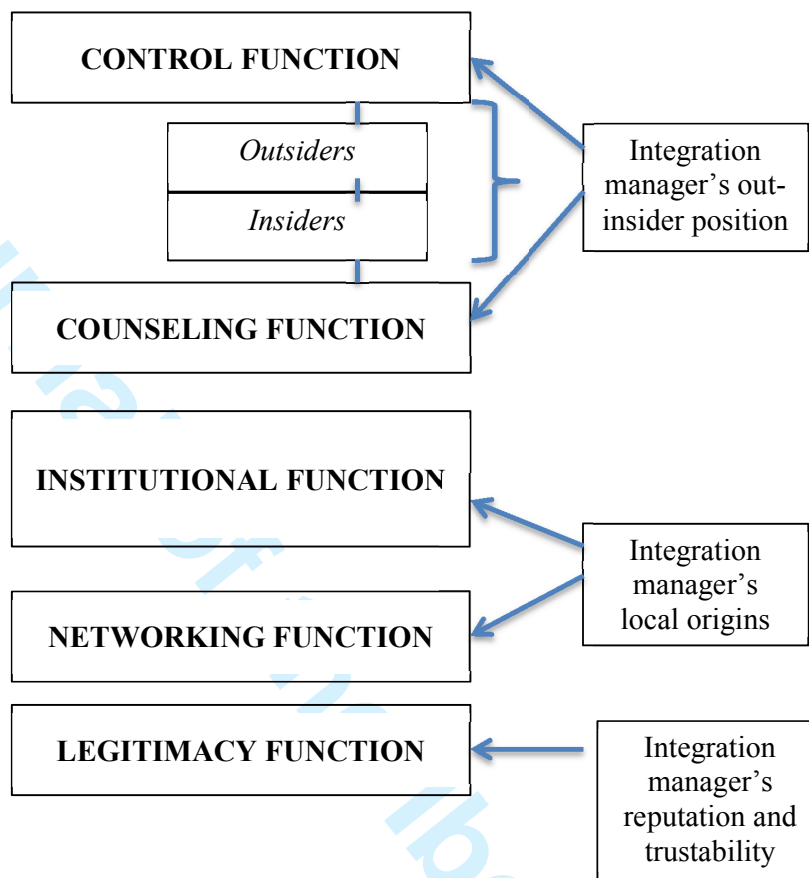 CONTROL FUNCTION
Outsiders
Insiders
COUNSELING FUNCTION
Integration
manager’s out-
insider position
INSTITUTIONAL FUNCTION
NETWORKING FUNCTION
Integration
manager’s
local origins
LEGITIMACY FUNCTION
Integration
manager’s
reputation and
trustability